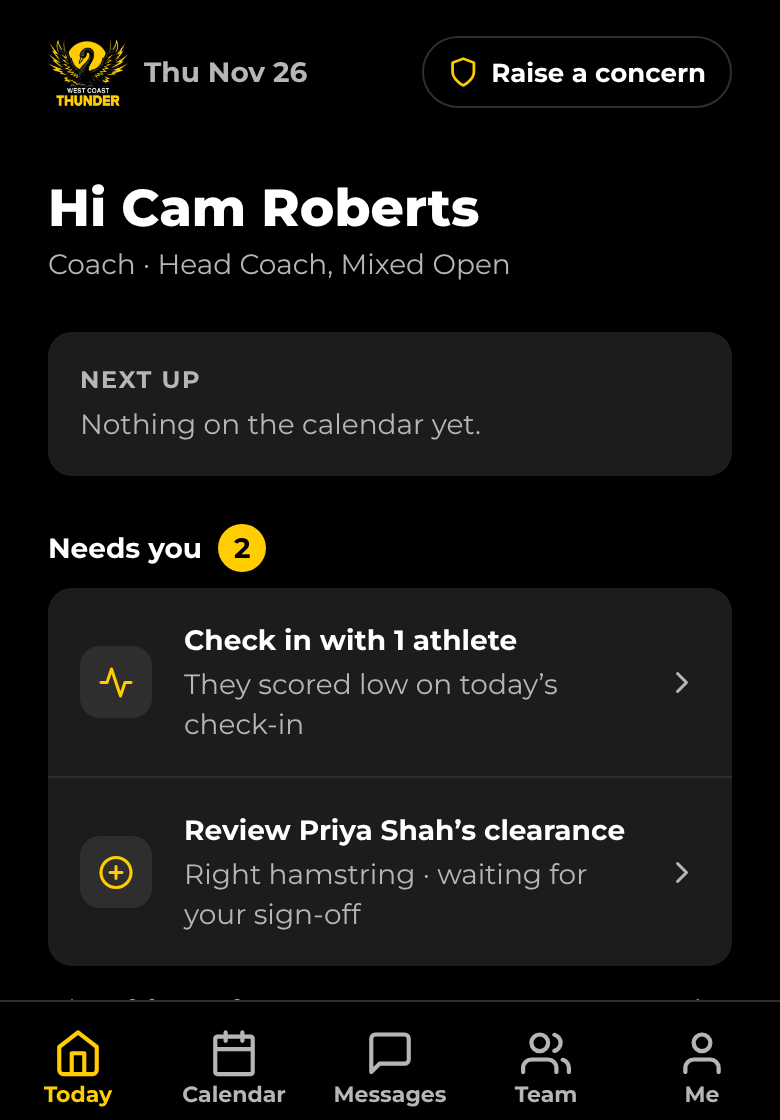 WEST COAST
THUNDER
Thu Nov 26
Raise a concern
Hi Cam Roberts
Coach · Head Coach, Mixed Open
NEXT UP
Nothing on the calendar yet.
Needs you 2
Check in with 1 athlete
They scored low on today’s
check-in
Review Priya Shah’s clearance
Right hamstring · waiting for
your sign-off
Today
Calendar
Messages
Team
Me